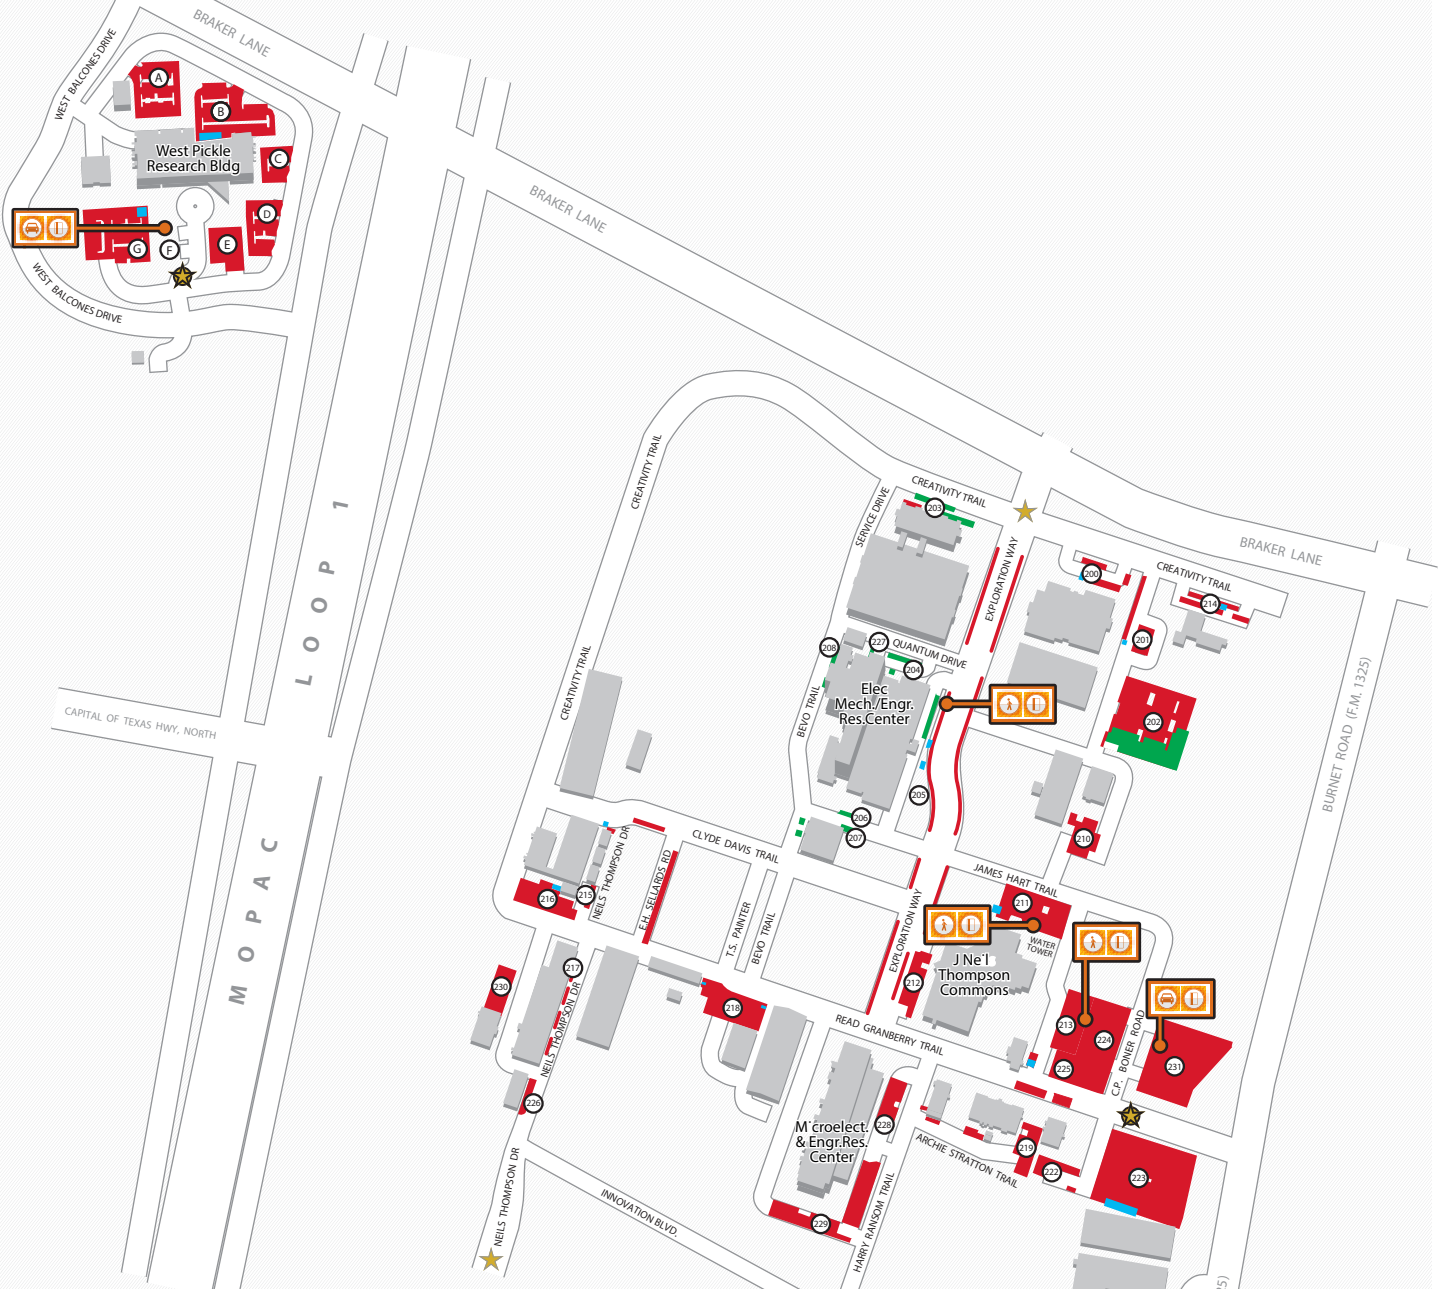 BRAKER LANE
WEST BALCONES DRIVE
A
B
West Pickle
Research Bldg
C
D
G
F
E
WEST BALCONES DRIVE
BRAKER LANE
LOOP 1
CREATIVITY TRAIL
CREATIVITY TRAIL
SERVICE DRIVE
203
BRAKER LANE
EXPLORATION WAY
200
CREATIVITY TRAIL
214
201
208
227
QUANTUM DRIVE
204
CREATIVITY TRAIL
Elec
Mech./Engr.
Res.Center
BEVO TRAIL
202
CAPITAL OF TEXAS HWY, NORTH
BURNET ROAD (F.M. 1325)
205
206
207
210
CLYDE DAVIS TRAIL
MOPAC
NEILS THOMPSON DR
E.H. SELLARDS RD
JAMES HART TRAIL
216
215
211
T.S. PAINTER
BEVO TRAIL
EXPLORATION WAY
WATER
TOWER
J Ne'l
Thompson
Commons
217
230
212
218
NEILS THOMPSON DR
READ GRANBERRY TRAIL
213
224
C.P. BONER ROAD
225
231
226
M'croelect.
& Engr.Res.
Center
228
ARCHIE STRATTON TRAIL
219
222
223
NEILS THOMPSON DR
INNOVATION BLVD.
229
HARRY RANSOM TRAIL